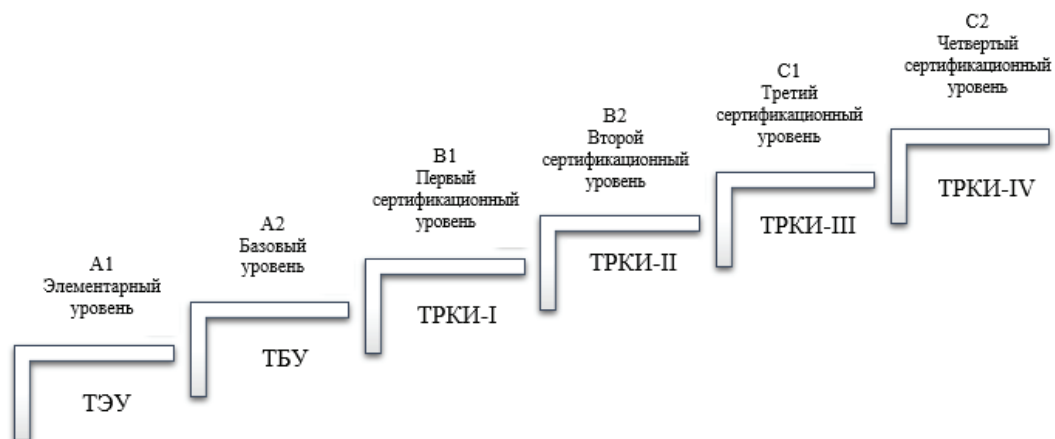 A1
Элементарный
уровень
ТЭУ
A2
Базовый
уровень
ТБУ
B1
Первый
сертификационный
уровень
ТРКИ-I
B2
Второй
сертификационный
уровень
ТРКИ-II
C1
Третий
сертификационный
уровень
ТРКИ-III
C2
Четвертый
сертификационный
уровень
ТРКИ-IV